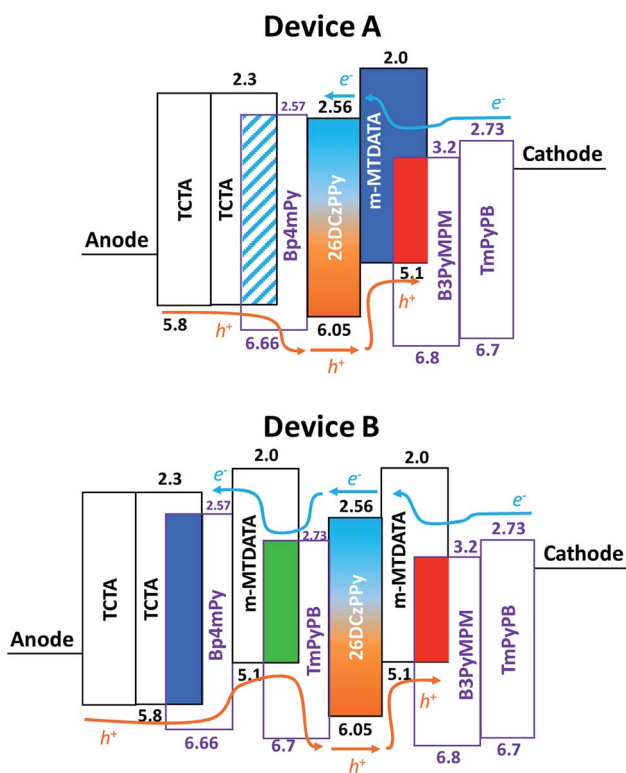 Device A
2.0
2.3
e-
e-
2.57
2.56
2.73
3.2
Cathode
TCTA
TCTA
Bp4mPy
26DCzPPy
m-MTDATA
B3PyMPM
TmPyPB
Anode
5.1
h+
5.8
h+
6.66
6.05
h+
6.8
6.7
Device B
2.0
2.0
2.3
e-
e-
e-
2.57
2.56
2.73
2.73
3.2
Cathode
TCTA
TCTA
Bp4mPy
m-MTDATA
TmPyPB
26DCzPPy
m-MTDATA
B3PyMPM
TmPyPB
Anode
5.1
5.1
h+
5.8
h+
6.66
6.7
6.05
h+
6.8
6.7